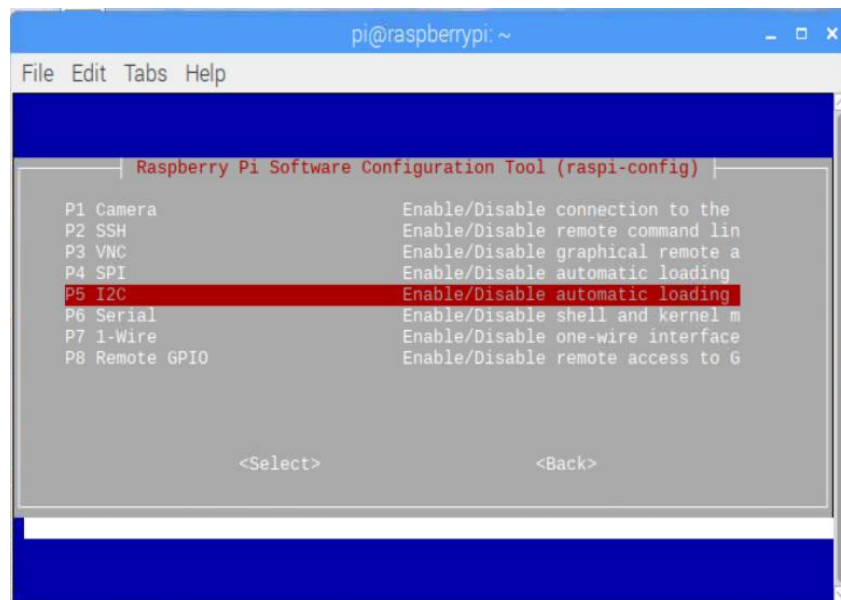 pi@raspberrypi: ~
File Edit Tabs Help
Raspberry Pi Software Configuration Tool (raspi-config)
P1 Camera Enable/Disable connection to the
P2 SSH Enable/Disable remote command lin
P3 VNC Enable/Disable graphical remote a
P4 SPI Enable/Disable automatic loading
P5 I2C Enable/Disable automatic loading
P6 Serial Enable/Disable shell and kernel m
P7 1-Wire Enable/Disable one-wire interface
P8 Remote GPIO Enable/Disable remote access to G
<Select> <Back>